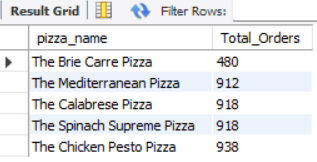 Result Grid Filter Rows:
pizza_name Total_Orders
The Brie Carre Pizza 480
The Mediterranean Pizza 912
The Calabrese Pizza 918
The Spinach Supreme Pizza 918
The Chicken Pesto Pizza 938